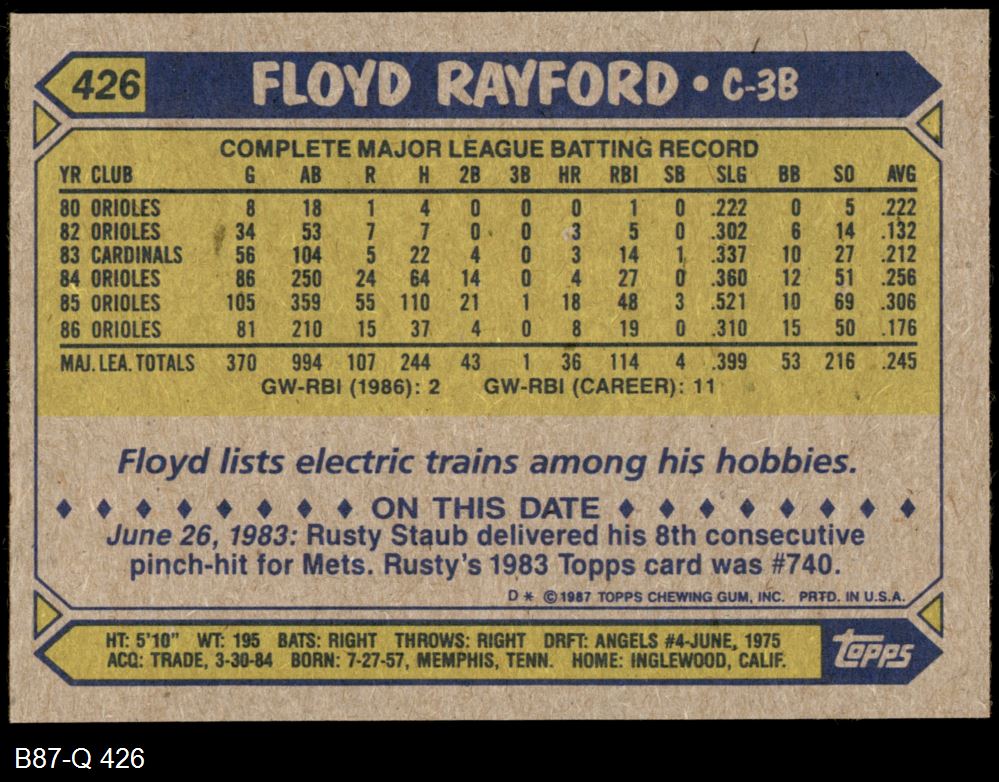 426 FLOYD RAYFORD • C-3B
COMPLETE MAJOR LEAGUE BATTING RECORD
YR CLUB G AB R H 2B 3B HR RBI SB SLG BB SO AVG
80 ORIOLES 8 18 1 4 0 0 0 1 0 .222 0 5 .222
82 ORIOLES 34 53 7 7 0 0 3 5 0 .302 6 14 .132
83 CARDINALS 56 104 5 22 4 0 3 14 1 .337 10 27 .212
84 ORIOLES 86 250 24 64 14 0 4 27 0 .360 12 51 .256
85 ORIOLES 105 359 55 110 21 1 18 48 3 .521 10 69 .306
86 ORIOLES 81 210 15 37 4 0 8 19 0 .310 15 50 .176
MAJ. LEA. TOTALS 370 994 107 244 43 1 36 114 4 .399 53 216 .245
GW-RBI (1986): 2 GW-RBI (CAREER): 11
Floyd lists electric trains among his hobbies.
♦ ♦ ♦ ♦ ♦ ♦ ♦ ♦ ♦ ♦ ♦ ♦ ON THIS DATE ♦ ♦ ♦ ♦ ♦ ♦ ♦ ♦
June 26, 1983: Rusty Staub delivered his 8th consecutive
pinch-hit for Mets. Rusty's 1983 Topps card was #740.
D * © 1987 TOPPS CHEWING GUM, INC. PRTD. IN U.S.A.
HT: 5'10" WT: 195 BATS: RIGHT THROWS: RIGHT DRFT: ANGELS #4-JUNE, 1975
ACQ: TRADE, 3-30-84 BORN: 7-27-57, MEMPHIS, TENN. HOME: INGLEWOOD, CALIF.
topps
B87-Q 426